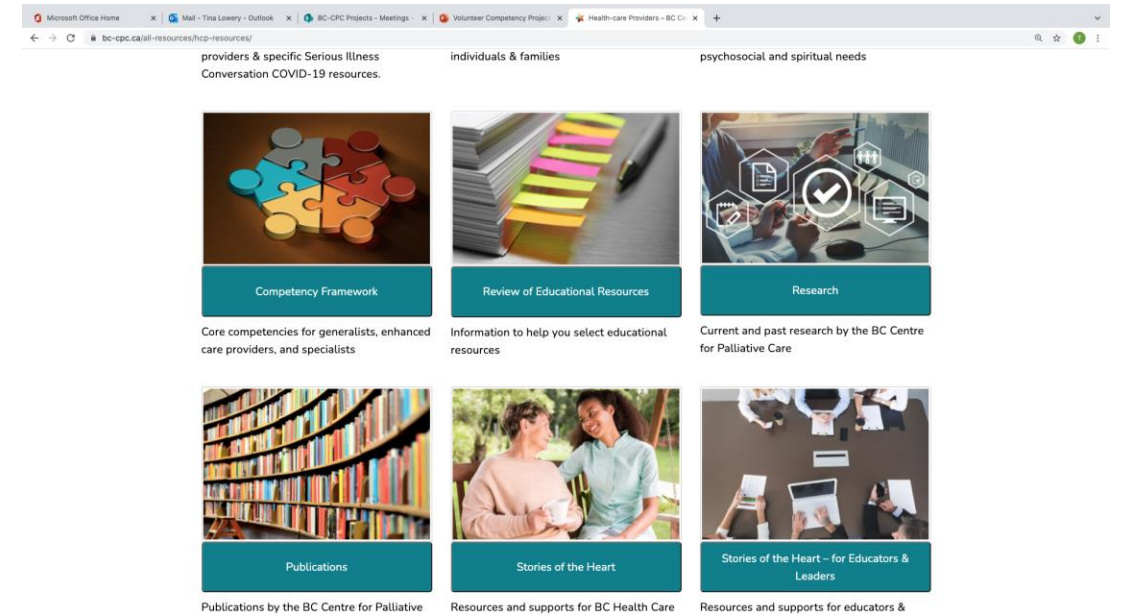 Microsoft Office Home
Mail - Tina Lowery - Outlook
BC-CPC Projects - Meetings -
Volunteer Competency Project
Health-care Providers – BC Ce
bc-cpc.ca/all-resources/hcp-resources/
providers & specific Serious Illness
Conversation COVID-19 resources.
individuals & families
psychosocial and spiritual needs
Competency Framework
Core competencies for generalists, enhanced
care providers, and specialists
Review of Educational Resources
Information to help you select educational
resources
Research
Current and past research by the BC Centre
for Palliative Care
Publications
Publications by the BC Centre for Palliative
Stories of the Heart
Resources and supports for BC Health Care
Stories of the Heart – for Educators &
Leaders
Resources and supports for educators &